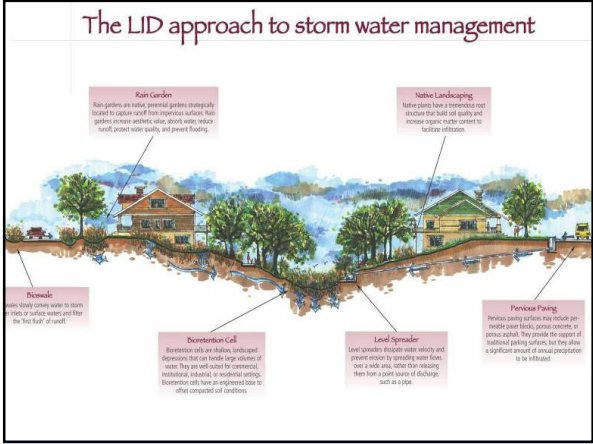 The LID approach to storm water management
Rain Garden
Rain gardens are native, perennial gardens strategically
located to capture runoff from impervious surfaces. Rain
gardens increase aesthetic value, absorb water, reduce
runoff, protect water quality, and prevent flooding.
Native Landscaping
Native plants have a tremendous root
structure that build soil quality and
increase organic matter content to
facilitate infiltration.
Bioswale
slowly convey water to storm
inlets or surface waters and filter
the "first flush" of runoff.
Bioretention Cell
Bioretention cells are shallow, landscaped
depressions that can handle large volumes of
water. They are well-suited for commercial,
institutional, industrial, or residential settings.
Bioretention cells have an engineered base to
offset compacted soil conditions.
Level Spreader
Level spreaders dissipate water velocity and
prevent erosion by spreading water flows
over a wide area, rather than releasing
them from a point source of discharge,
such as a pipe.
Pervious Paving
Pervious paving surfaces may include per-
meable paver blocks, porous concrete, or
porous asphalt. They provide the support of
traditional parking surfaces, but they allow
a significant amount of annual precipitation
to be infiltrated.